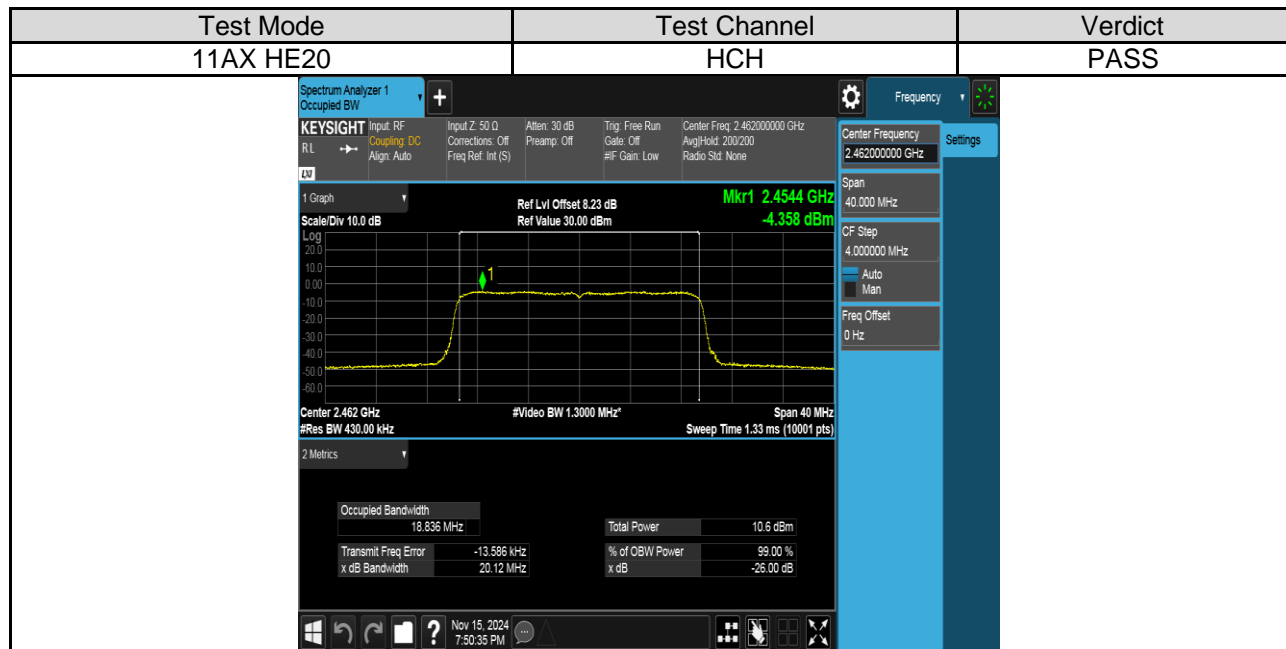 Test Mode Test Channel Verdict
11AX HE20 HCH PASS
Spectrum Analyzer 1
Occupied BW
+
Frequency
KEYSIGHT
RL
LXI
Input: RF
Coupling: DC
Align: Auto
Input Z: 50 Ω
Corrections: Off
Freq Ref: Int (S)
Atten: 30 dB
Preamp: Off
Trig: Free Run
Gate: Off
#IF Gain: Low
Center Freq: 2.462000000 GHz
Avg|Hold: 200/200
Radio Std: None
Center Frequency
2.462000000 GHz
Settings
Span
40.000 MHz
CF Step
4.000000 MHz
Auto
Man
Freq Offset
0 Hz
1 Graph
Scale/Div 10.0 dB
Ref Lvl Offset 8.23 dB
Ref Value 30.00 dBm
Mkr1 2.4544 GHz
-4.358 dBm
Log
20.0
10.0
0.00
-10.0
-20.0
-30.0
-40.0
-50.0
-60.0
1
Center 2.462 GHz
#Res BW 430.00 kHz
#Video BW 1.3000 MHz*
Span 40 MHz
Sweep Time 1.33 ms (10001 pts)
2 Metrics
Occupied Bandwidth
18.836 MHz
Total Power 10.6 dBm
Transmit Freq Error -13.586 kHz
% of OBW Power 99.00 %
x dB Bandwidth 20.12 MHz
x dB -26.00 dB
?
Nov 15, 2024
7:50:35 PM